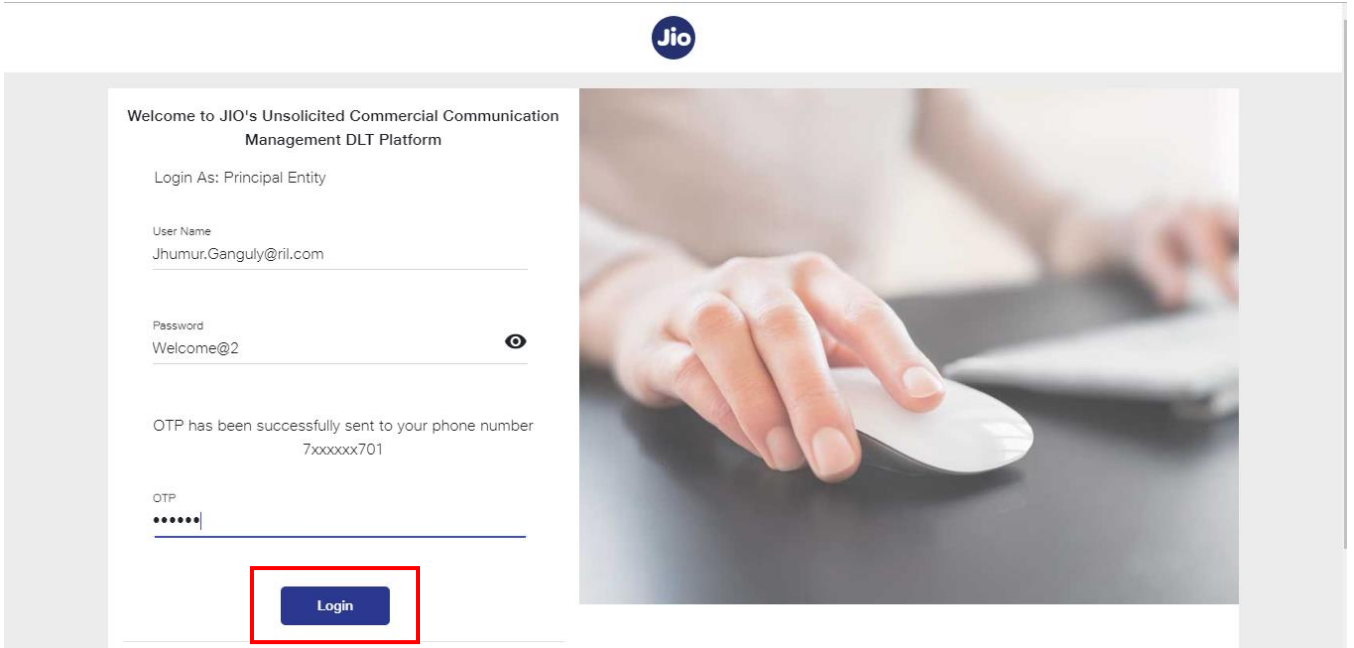 Jio
Welcome to JIO's Unsolicited Commercial Communication
Management DLT Platform
Login As: Principal Entity
User Name
Jhumur.Ganguly@ril.com
Password
Welcome@2
OTP has been successfully sent to your phone number
7xxxxxx701
OTP
••••••
Login